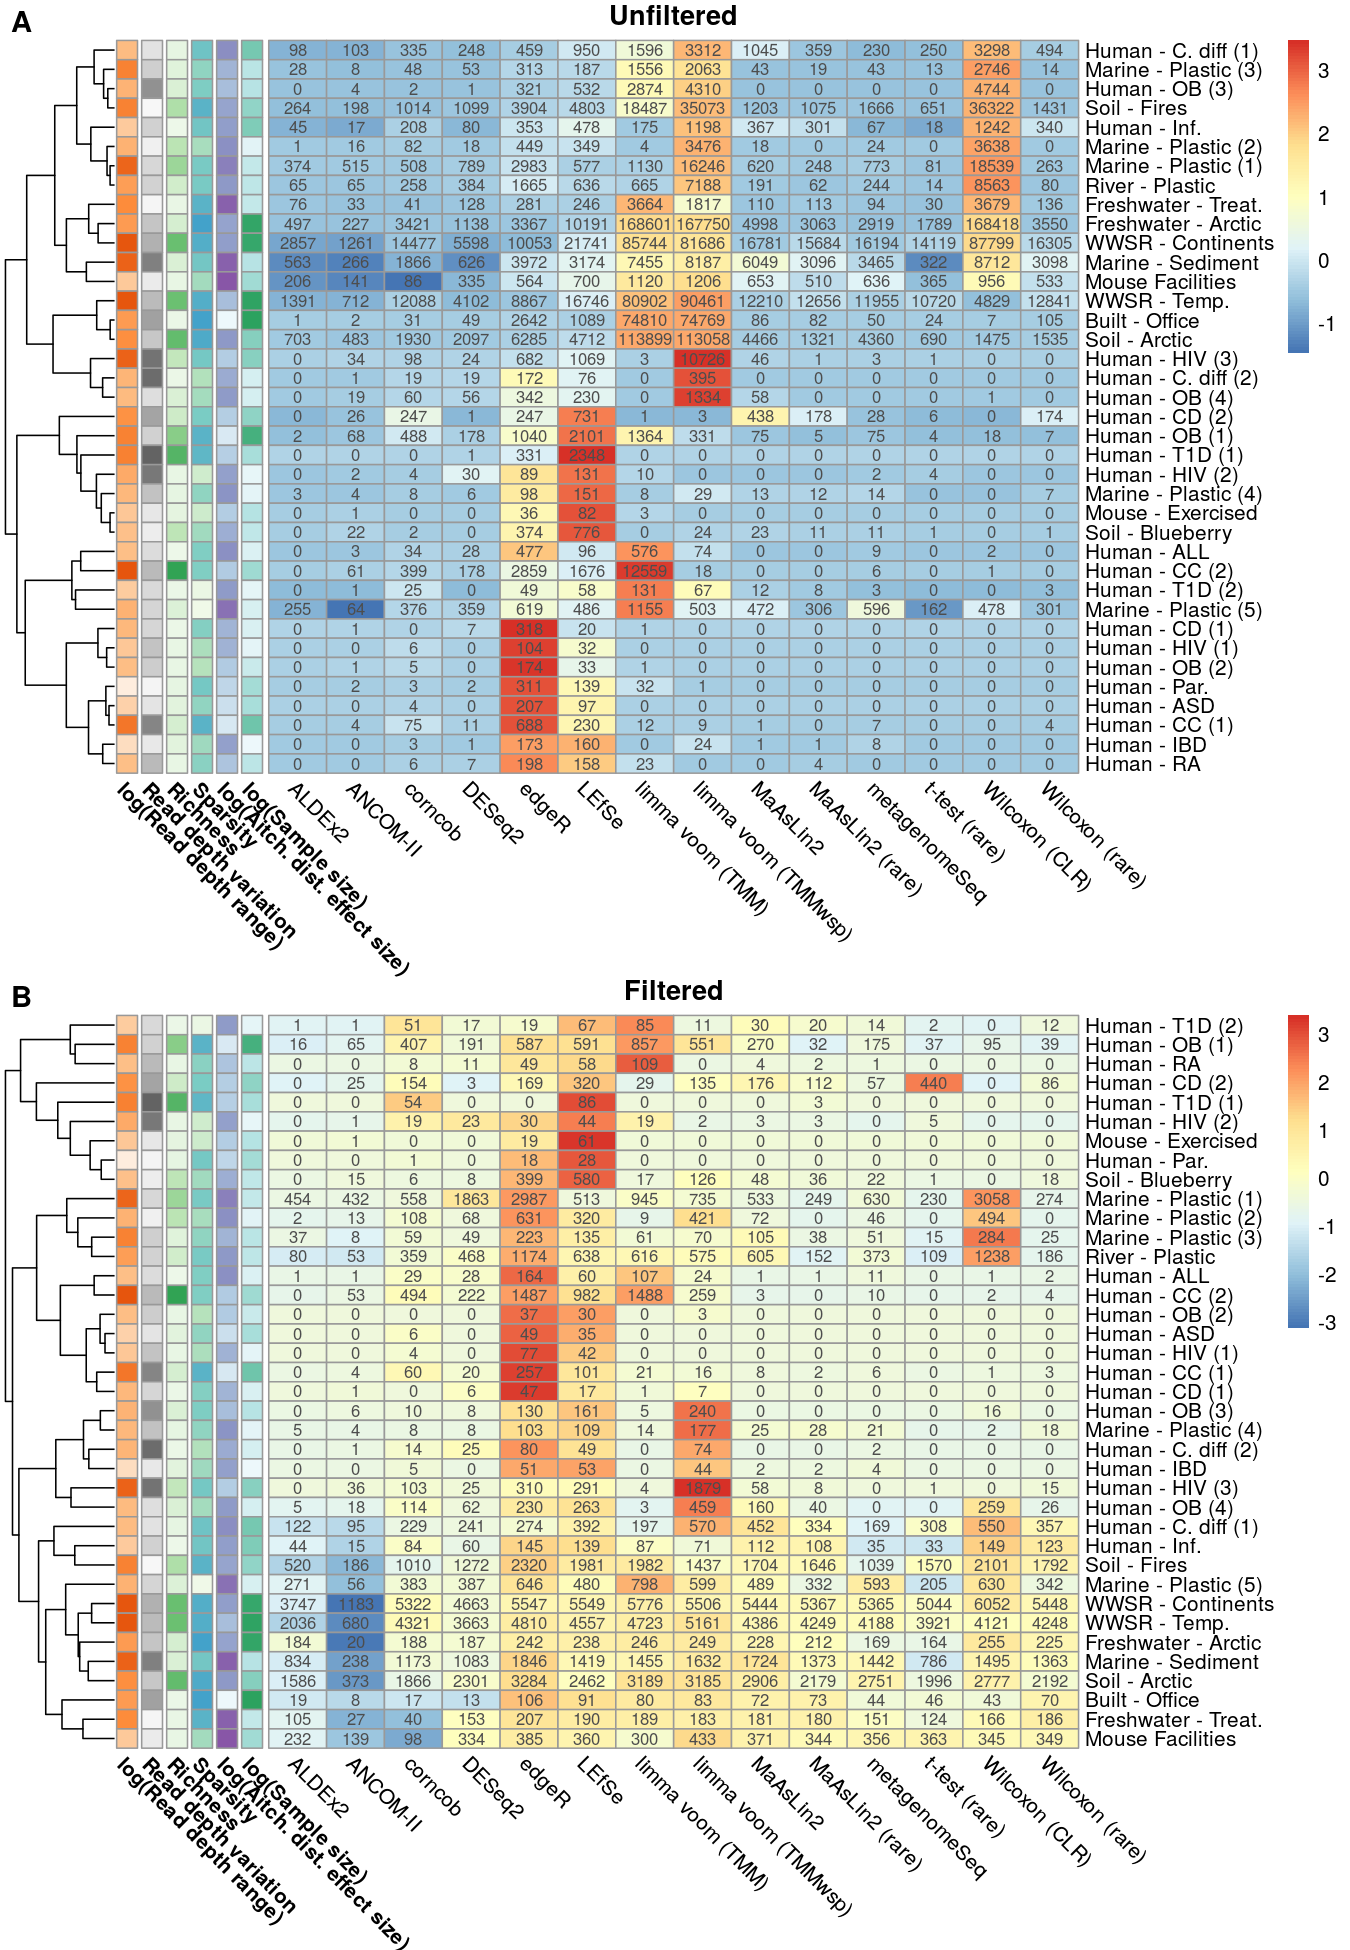 A
Unfiltered
98 103 335 248 459 950 1596 3312 1045 359 230 250 3298 494 Human - C. diff (1)
28 8 48 53 313 187 1556 2063 43 19 43 13 2746 14 Marine - Plastic (3)
0 4 2 1 321 532 2874 4310 0 0 0 0 4744 0 Human - OB (3)
264 198 1014 1099 3904 4803 18487 35073 1203 1075 1666 651 36322 1431 Soil - Fires
45 17 208 80 353 478 175 1198 367 301 67 18 1242 340 Human - Inf.
1 16 82 18 449 349 4 3476 18 0 24 0 3638 0 Marine - Plastic (2)
374 515 508 789 2983 577 1130 16246 620 248 773 81 18539 263 Marine - Plastic (1)
65 65 258 384 1665 636 665 7188 191 62 244 14 8563 80 River - Plastic
76 33 41 128 281 246 3664 1817 110 113 94 30 3679 136 Freshwater - Treat.
497 227 3421 1138 3367 10191 168601 167750 4998 3063 2919 1789 168418 3550 Freshwater - Arctic
2857 1261 14477 5598 10053 21741 85744 81686 16781 15684 16194 14119 87799 16305 WWSR - Continents
563 266 1866 626 3972 3174 7455 8187 6049 3096 3465 322 8712 3098 Marine - Sediment
206 141 86 335 564 700 1120 1206 653 510 636 365 956 533 Mouse Facilities
1391 712 12088 4102 8867 16746 80902 90461 12210 12656 11955 10720 4829 12841 WWSR - Temp.
1 2 31 49 2642 1089 74810 74769 86 82 50 24 7 105 Built - Office
703 483 1930 2097 6285 4712 113899 113058 4466 1321 4360 690 1475 1535 Soil - Arctic
0 34 98 24 682 1069 3 10726 46 1 3 1 0 0 Human - HIV (3)
0 1 19 19 172 76 0 395 0 0 0 0 0 0 Human - C. diff (2)
0 19 60 56 342 230 0 1334 58 0 0 0 1 0 Human - OB (4)
0 26 247 1 247 731 1 3 438 178 28 6 0 174 Human - CD (2)
2 68 488 178 1040 2101 1364 331 75 5 75 4 18 7 Human - OB (1)
0 0 0 1 331 2348 0 0 0 0 0 0 0 0 Human - T1D (1)
0 2 4 30 89 131 10 0 0 0 2 4 0 0 Human - HIV (2)
3 4 8 6 98 151 8 29 13 12 14 0 0 7 Marine - Plastic (4)
0 1 0 0 36 82 3 0 0 0 0 0 0 0 Mouse - Exercised
0 22 2 0 374 776 0 24 23 11 11 1 0 1 Soil - Blueberry
0 3 34 28 477 96 576 74 0 0 9 0 2 0 Human - ALL
0 61 399 178 2859 1676 12559 18 0 0 6 0 1 0 Human - CC (2)
0 1 25 0 49 58 131 67 12 8 3 0 0 3 Human - T1D (2)
255 64 376 359 619 486 1155 503 472 306 596 162 478 301 Marine - Plastic (5)
0 1 0 7 318 20 1 0 0 0 0 0 0 0 Human - CD (1)
0 0 6 0 104 32 0 0 0 0 0 0 0 0 Human - HIV (1)
0 1 5 0 174 33 1 0 0 0 0 0 0 0 Human - OB (2)
0 2 3 2 311 139 32 1 0 0 0 0 0 0 Human - Par.
0 0 4 0 207 97 0 0 0 0 0 0 0 0 Human - ASD
0 4 75 11 688 230 12 9 1 0 7 0 0 4 Human - CC (1)
0 0 3 1 173 160 0 24 1 1 8 0 0 0 Human - IBD
0 0 6 7 198 158 23 0 0 4 0 0 0 0 Human - RA
3
2
1
0
-1
log(Read depth range)
Read depth variation
Richness
Sparsity
log(Aitch. dist. effect size)
log(Sample size)
ALDEx2
ANCOM-II
corncob
DESeq2
edgeR
LEfSe
limma voom (TMM)
limma voom (TMMwsp)
MaAsLin2
MaAsLin2 (rare)
metagenomeSeq
t-test (rare)
Wilcoxon (CLR)
Wilcoxon (rare)
B
Filtered
1 1 51 17 19 67 85 11 30 20 14 2 0 12 Human - T1D (2)
16 65 407 191 587 591 857 551 270 32 175 37 95 39 Human - OB (1)
0 0 8 11 49 58 109 0 4 2 1 0 0 0 Human - RA
0 25 154 3 169 320 29 135 176 112 57 440 0 86 Human - CD (2)
0 0 54 0 0 86 0 0 0 3 0 0 0 0 Human - T1D (1)
0 1 19 23 30 44 19 2 3 3 0 5 0 0 Human - HIV (2)
0 1 0 0 19 61 0 0 0 0 0 0 0 0 Mouse - Exercised
0 0 1 0 18 28 0 0 0 0 0 0 0 0 Human - Par.
0 15 6 8 399 580 17 126 48 36 22 1 0 18 Soil - Blueberry
454 432 558 1863 2987 513 945 735 533 249 630 230 3058 274 Marine - Plastic (1)
2 13 108 68 631 320 9 421 72 0 46 0 494 0 Marine - Plastic (2)
37 8 59 49 223 135 61 70 105 38 51 15 284 25 Marine - Plastic (3)
80 53 359 468 1174 638 616 575 605 152 373 109 1238 186 River - Plastic
1 1 29 28 164 60 107 24 1 1 11 0 1 2 Human - ALL
0 53 494 222 1487 982 1488 259 3 0 10 0 2 4 Human - CC (2)
0 0 0 0 37 30 0 3 0 0 0 0 0 0 Human - OB (2)
0 0 6 0 49 35 0 0 0 0 0 0 0 0 Human - ASD
0 0 4 0 77 42 0 0 0 0 0 0 0 0 Human - HIV (1)
0 4 60 20 257 101 21 16 8 2 6 0 1 3 Human - CC (1)
0 1 0 6 47 17 1 7 0 0 0 0 0 0 Human - CD (1)
0 6 10 8 130 161 5 240 0 0 0 0 16 0 Human - OB (3)
5 4 8 8 103 109 14 177 25 28 21 0 2 18 Marine - Plastic (4)
0 1 14 25 80 49 0 74 0 0 2 0 0 0 Human - C. diff (2)
0 0 5 0 51 53 0 44 2 2 4 0 0 0 Human - IBD
0 36 103 25 310 291 4 1879 58 8 0 1 0 15 Human - HIV (3)
5 18 114 62 230 263 3 459 160 40 0 0 259 26 Human - OB (4)
122 95 229 241 274 392 197 570 452 334 169 308 550 357 Human - C. diff (1)
44 15 84 60 145 139 87 71 112 108 35 33 149 123 Human - Inf.
520 186 1010 1272 2320 1981 1982 1437 1704 1646 1039 1570 2101 1792 Soil - Fires
271 56 383 387 646 480 798 599 489 332 593 205 630 342 Marine - Plastic (5)
3747 1183 5322 4663 5547 5549 5776 5506 5444 5367 5365 5044 6052 5448 WWSR - Continents
2036 680 4321 3663 4810 4557 4723 5161 4386 4249 4188 3921 4121 4248 WWSR - Temp.
184 20 188 187 242 238 246 249 228 212 169 164 255 225 Freshwater - Arctic
834 238 1173 1083 1846 1419 1455 1632 1724 1373 1442 786 1495 1363 Marine - Sediment
1586 373 1866 2301 3284 2462 3189 3185 2906 2179 2751 1996 2777 2192 Soil - Arctic
19 8 17 13 106 91 80 83 72 73 44 46 43 70 Built - Office
105 27 40 153 207 190 189 183 181 180 151 124 166 186 Freshwater - Treat.
232 139 98 334 385 360 300 433 371 344 356 363 345 349 Mouse Facilities
3
2
1
0
-1
-2
-3
log(Read depth range)
Read depth variation
Richness
Sparsity
log(Aitch. dist. effect size)
log(Sample size)
ALDEx2
ANCOM-II
corncob
DESeq2
edgeR
LEfSe
limma voom (TMM)
limma voom (TMMwsp)
MaAsLin2
MaAsLin2 (rare)
metagenomeSeq
t-test (rare)
Wilcoxon (CLR)
Wilcoxon (rare)